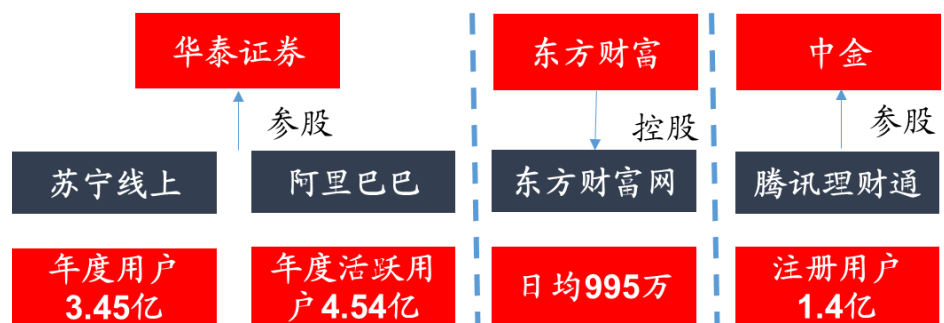 华泰证券
东方财富
中金
参股
控股
参股
苏宁线上
阿里巴巴
东方财富网
腾讯理财通
年度用户
3.45亿
年度活跃用
户4.54亿
日均995万
注册用户
1.4亿